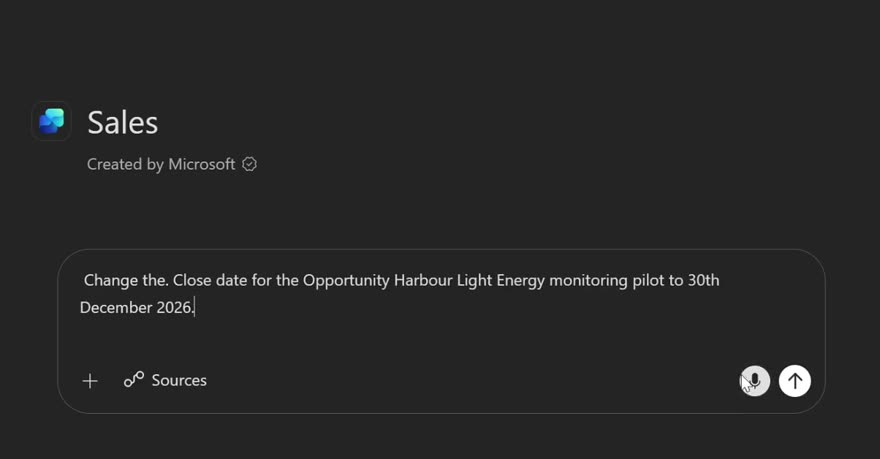 Sales
Created by Microsoft
Change the. Close date for the Opportunity Harbour Light Energy monitoring pilot to 30th
December 2026.
Sources